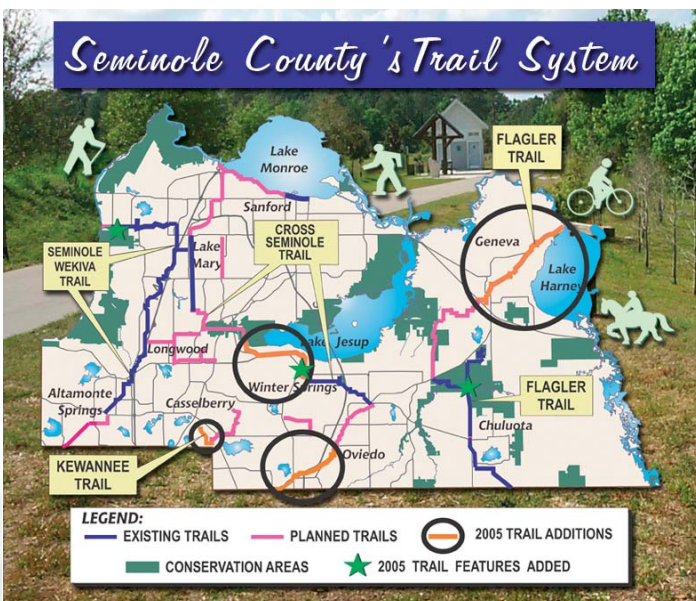 Seminole County's Trail System
FLAGLER
TRAIL
Lake
Monroe
Sanford
CROSS
SEMINOLE
TRAIL
Geneva
SEMINOLE
WEKIVA
TRAIL
Lake
Mary
Lake
Harney
Longwood
Lake Jesup
Altamonte
Springs
Casselberry
Winter Springs
FLAGLER
TRAIL
Chuluota
KEWANNEE
TRAIL
Oviedo
LEGEND:
EXISTING TRAILS
PLANNED TRAILS
2005 TRAIL ADDITIONS
CONSERVATION AREAS
2005 TRAIL FEATURES ADDED